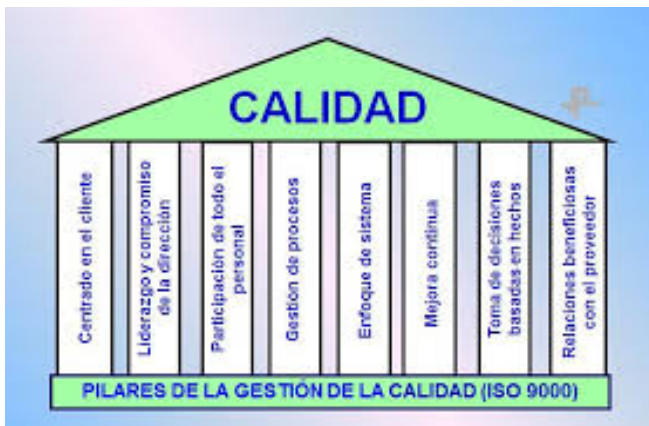 CALIDAD
Centrado en el cliente
Liderazgo y compromiso
de la dirección
Participación de todo el
personal
Gestión de procesos
Enfoque de sistema
Mejora continua
Toma de decisiones
basadas en hechos
Relaciones beneficiosas
con el proveedor
PILARES DE LA GESTIÓN DE LA CALIDAD (ISO 9000)